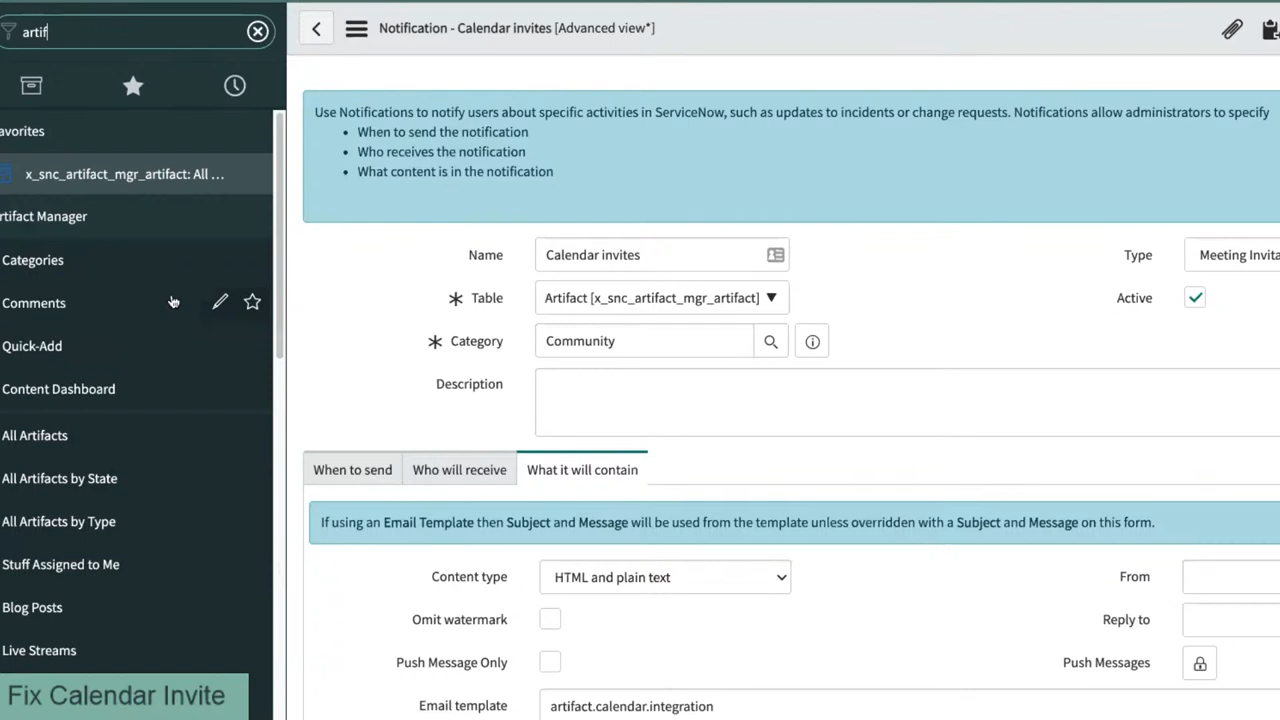 artif
Notification - Calendar invites [Advanced view*]
avorites
x_snc_artifact_mgr_artifact: All ...
rtifact Manager
Categories
Comments
Quick-Add
Content Dashboard
All Artifacts
All Artifacts by State
All Artifacts by Type
Stuff Assigned to Me
Blog Posts
Live Streams
Fix Calendar Invite
Use Notifications to notify users about specific activities in ServiceNow, such as updates to incidents or change requests. Notifications allow administrators to specify
• When to send the notification
• Who receives the notification
• What content is in the notification
Name Calendar invites
Type Meeting Invita
Table Artifact [x_snc_artifact_mgr_artifact]
Active
Category Community
Description
When to send Who will receive What it will contain
If using an Email Template then Subject and Message will be used from the template unless overridden with a Subject and Message on this form.
Content type HTML and plain text
From
Omit watermark
Reply to
Push Message Only
Push Messages
Email template artifact.calendar.integration